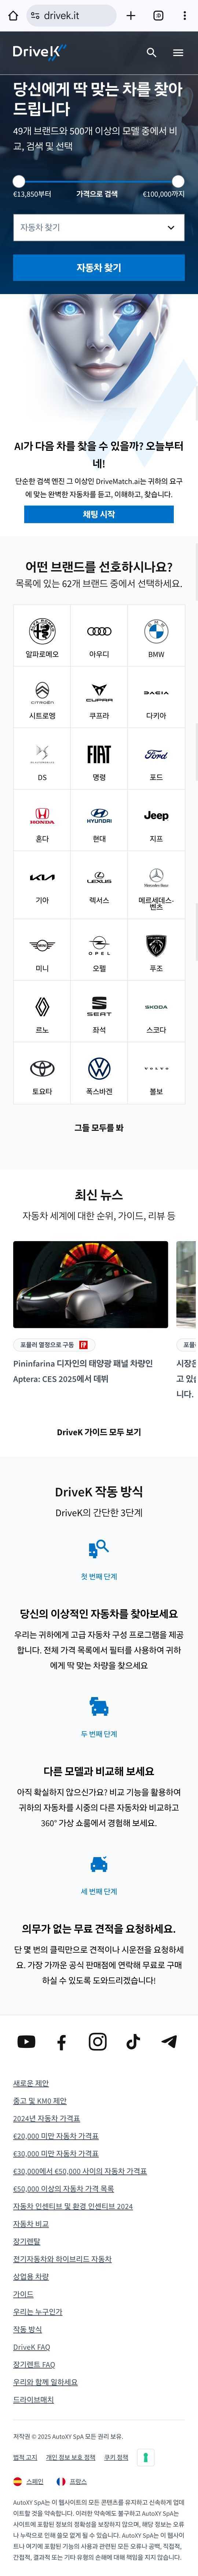 drivek.it
DriveK
당신에게 딱 맞는 차를 찾아
드립니다
49개 브랜드와 500개 이상의 모델 중에서 비
교, 검색 및 선택
€13,850부터 가격으로 검색 €100,000까지
자동차 찾기
자동차 찾기
AI가 다음 차를 찾을 수 있을까? 오늘부터
네!
단순한 검색 엔진 그 이상인 DriveMatch.ai는 귀하의 요구
에 맞는 완벽한 자동차를 듣고, 이해하고, 찾습니다.
채팅 시작
어떤 브랜드를 선호하시나요?
목록에 있는 62개 브랜드 중에서 선택하세요.
알파로메오 아우디 BMW
CITROËN CUPRA DACIA
시트로엥 쿠프라 다키아
FIAT Ford
DS 명령 포드
HONDA HYUNDAI Jeep
혼다 현대 지프
KIA LEXUS Mercedes-Benz
기아 렉서스 메르세데스-
벤츠
MINI OPEL
미니 오펠 푸조
SEAT SKODA
르노 좌석 스코다
VOLVO
토요타 폭스바겐 볼보
그들 모두를 봐
최신 뉴스
자동차 세계에 대한 순위, 가이드, 리뷰 등
포뮬러 열정으로 구동
Pininfarina 디자인의 태양광 패널 차량인
Aptera: CES 2025에서 데뷔
포뮬
시장은
고 있습
니다.
DriveK 가이드 모두 보기
DriveK 작동 방식
DriveK의 간단한 3단계
첫 번째 단계
당신의 이상적인 자동차를 찾아보세요
우리는 귀하에게 고급 자동차 구성 프로그램을 제공
합니다. 전체 가격 목록에서 필터를 사용하여 귀하
에게 딱 맞는 차량을 찾으세요
두 번째 단계
다른 모델과 비교해 보세요
아직 확실하지 않으신가요? 비교 기능을 활용하여
귀하의 자동차를 시중의 다른 자동차와 비교하고
360° 가상 쇼룸에서 경험해 보세요.
세 번째 단계
의무가 없는 무료 견적을 요청하세요.
단 몇 번의 클릭만으로 견적이나 시운전을 요청하세
요. 가장 가까운 공식 판매점에 연락해 무료로 구매
하실 수 있도록 도와드리겠습니다!
새로운 제안
중고 및 KM0 제안
2024년 자동차 가격표
€20,000 미만 자동차 가격표
€30,000 미만 자동차 가격표
€30,000에서 €50,000 사이의 자동차 가격표
€50,000 이상의 자동차 가격 목록
자동차 인센티브 및 환경 인센티브 2024
자동차 비교
장기렌탈
전기자동차와 하이브리드 자동차
상업용 차량
가이드
우리는 누구인가
작동 방식
DriveK FAQ
장기렌트 FAQ
우리와 함께 일하세요
드라이브매치
저작권 © 2025 AutoXY SpA 모든 권리 보유.
법적 고지 개인 정보 보호 정책 쿠키 정책
스페인 프랑스
AutoXY SpA는 이 웹사이트의 모든 콘텐츠를 유지하고 신속하게 업데
이트할 것을 약속합니다. 이러한 약속에도 불구하고 AutoXY SpA는
사이트에 포함된 정보의 정확성을 보장하지 않으며, 해당 정보는 오류
나 누락으로 인해 쓸모 없게 될 수 있습니다. AutoXY SpA는 이 웹사이
트나 여기에 포함된 기능의 사용과 관련된 모든 오류나 공백, 직접적,
간접적, 결과적 또는 기타 유형의 손해에 대해 책임을 지지 않습니다.